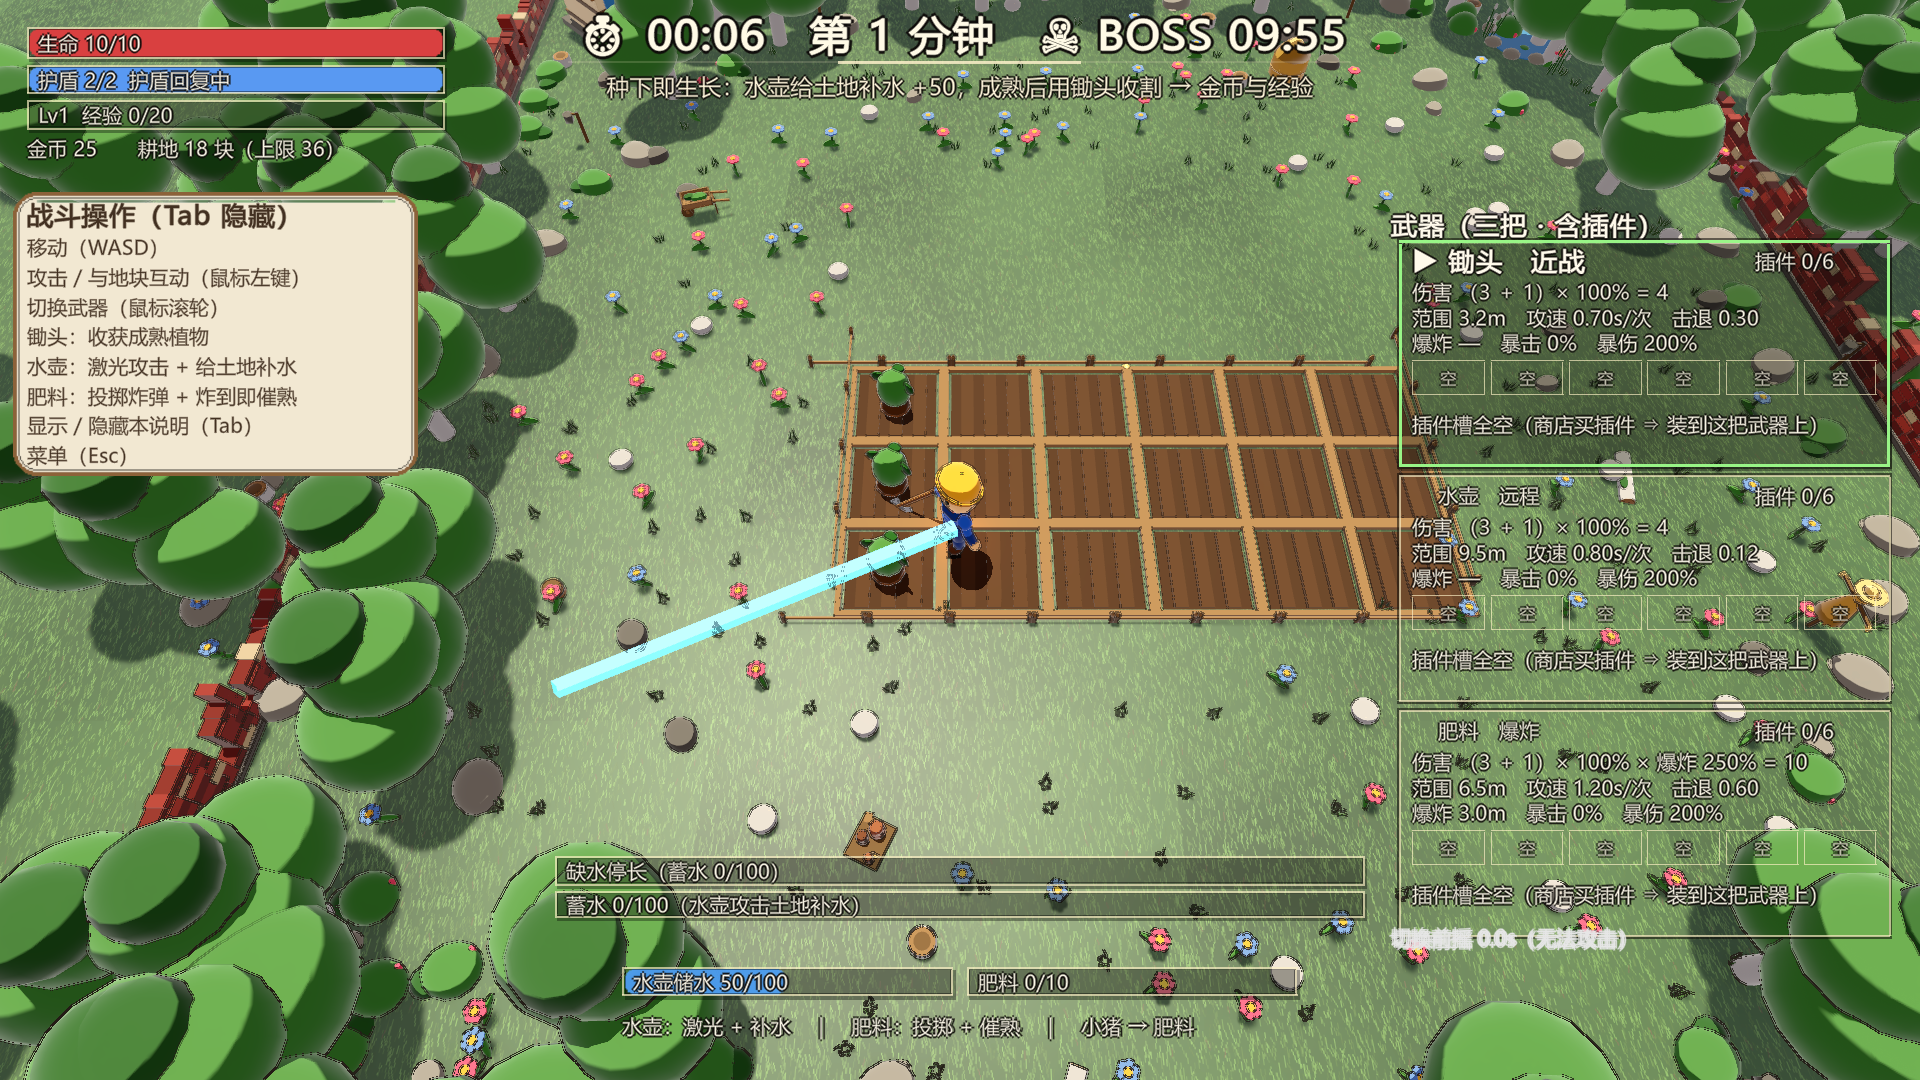 生命 10/10
护盾 2/2 护盾回复中
Lv1 经验 0/20
金币 25 耕地 18 块 (上限 36)
00:06 第 1 分钟 BOSS 09:55
种下即生长：水壶给土地补水 +50，成熟后用锄头收割 → 金币与经验
战斗操作（Tab 隐藏）
移动（WASD）
攻击 / 与地块互动（鼠标左键）
切换武器（鼠标滚轮）
锄头：收获成熟植物
水壶：激光攻击 + 给土地补水
肥料：投掷炸弹 + 炸到即催熟
显示 / 隐藏本说明（Tab）
菜单（Esc）
武器（三把 · 含插件）
▶ 锄头 近战 插件 0/6
伤害 （3 + 1）× 100% = 4
范围 3.2m 攻速 0.70s/次 击退 0.30
爆炸 — 暴击 0% 暴伤 200%
空 空 空 空 空 空
插件槽全空（商店买插件 ⇒ 装到这把武器上）
水壶 远程 插件 0/6
伤害 （3 + 1）× 100% = 4
范围 9.5m 攻速 0.80s/次 击退 0.12
爆炸 — 暴击 0% 暴伤 200%
空 空 空 空 空 空
插件槽全空（商店买插件 ⇒ 装到这把武器上）
肥料 爆炸 插件 0/6
伤害 （3 + 1）× 100% × 爆炸 250% = 10
范围 6.5m 攻速 1.20s/次 击退 0.60
爆炸 3.0m 暴击 0% 暴伤 200%
空 空 空 空 空 空
插件槽全空（商店买插件 ⇒ 装到这把武器上）
0.0s（无法攻击）
缺水停长（蓄水 0/100）
蓄水 0/100（水壶攻击土地补水）
水壶储水 50/100 肥料 0/10
水壶：激光 + 补水 | 肥料：投掷 + 催熟 | 小猪 → 肥料